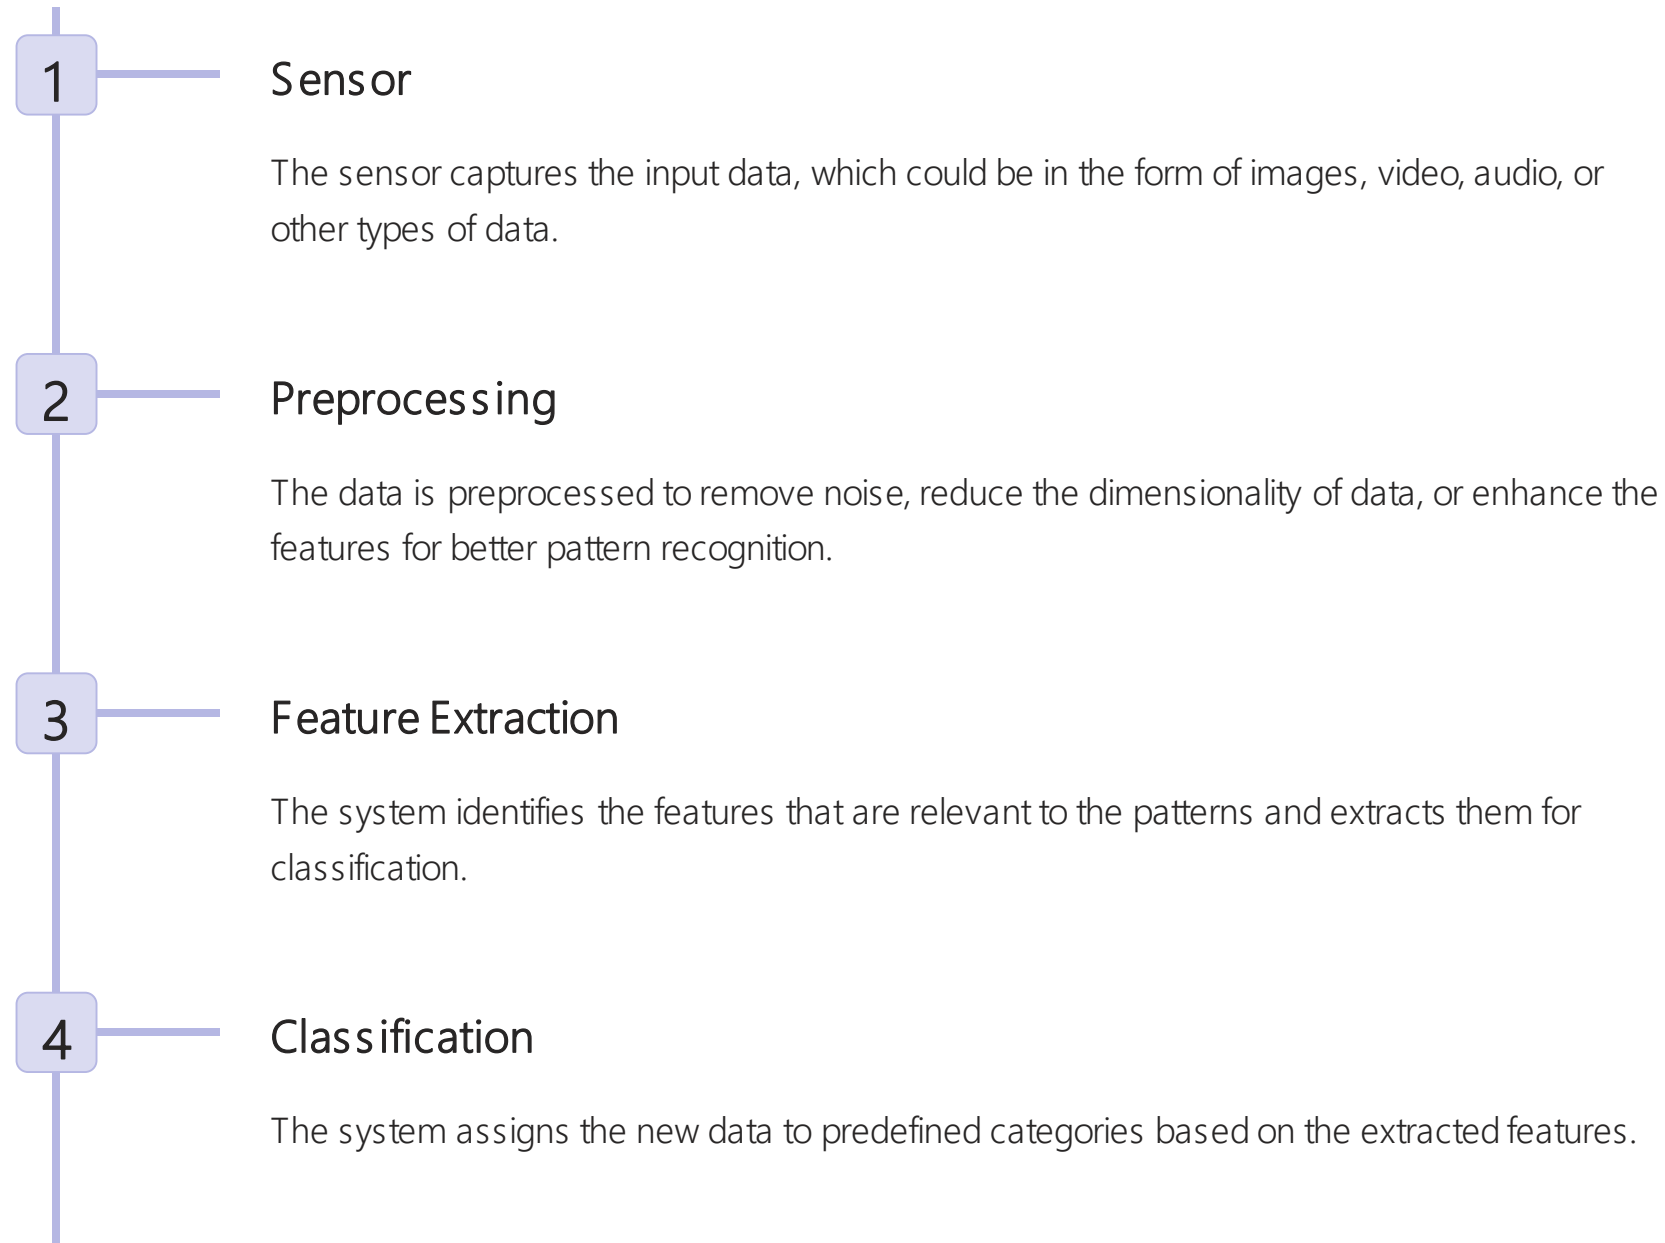 1
Sensor
The sensor captures the input data, which could be in the form of images, video, audio, or
other types of data.
2
Preprocessing
The data is preprocessed to remove noise, reduce the dimensionality of data, or enhance the
features for better pattern recognition.
3
Feature Extraction
The system identifies the features that are relevant to the patterns and extracts them for
classification.
4
Classification
The system assigns the new data to predefined categories based on the extracted features.